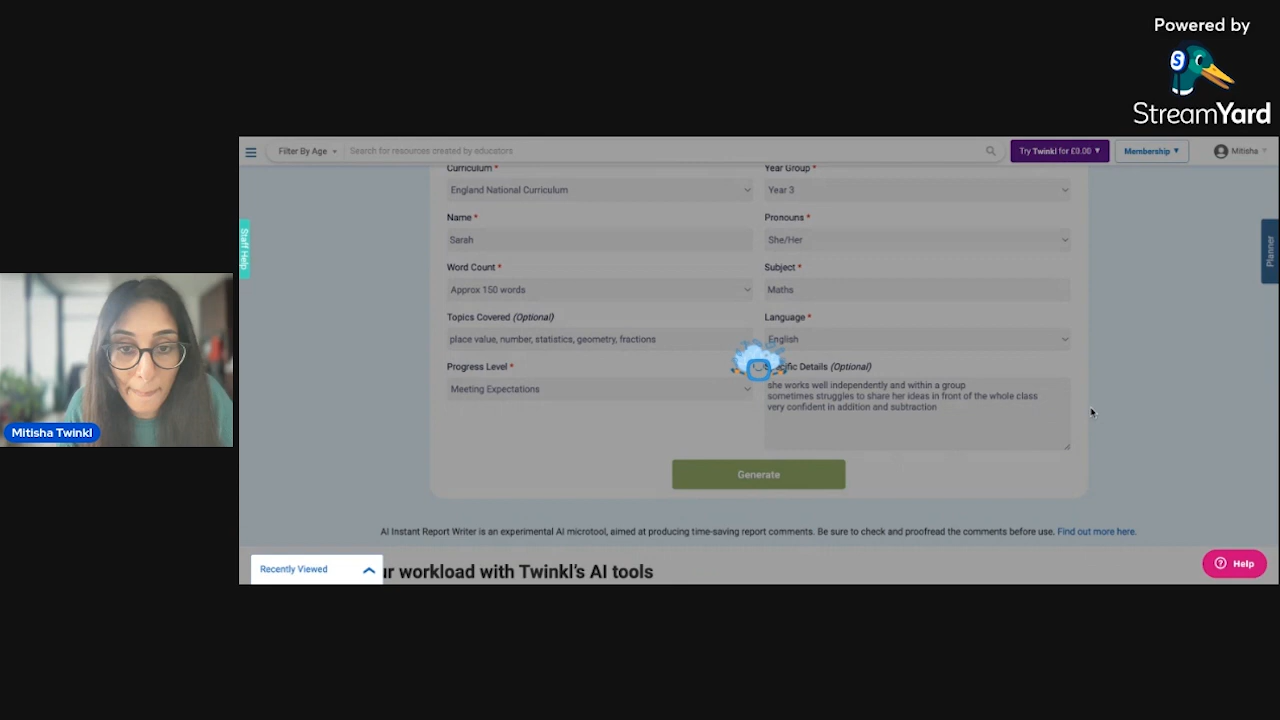 Powered by
S
StreamYard
Filter By Age
Search for resources created by educators
Try Twinkl for £0.00 ▼
Membership ▼
Mitisha
Curriculum *
Year Group *
England National Curriculum
Year 3
Name *
Pronouns *
Staff Help
Sarah
She/Her
Planner
Word Count *
Subject *
Approx 150 words
Maths
Topics Covered (Optional)
Language *
place value, number, statistics, geometry, fractions
English
Progress Level *
Details (Optional)
Meeting Expectations
she works well independently and within a group
sometimes struggles to share her ideas in front of the whole class
very confident in addition and subtraction
Mitisha Twinkl
Generate
AI Instant Report Writer is an experimental AI microtool, aimed at producing time-saving report comments. Be sure to check and proofread the comments before use. Find out more here.
Recently Viewed
ur workload with Twinkl's AI tools
Help